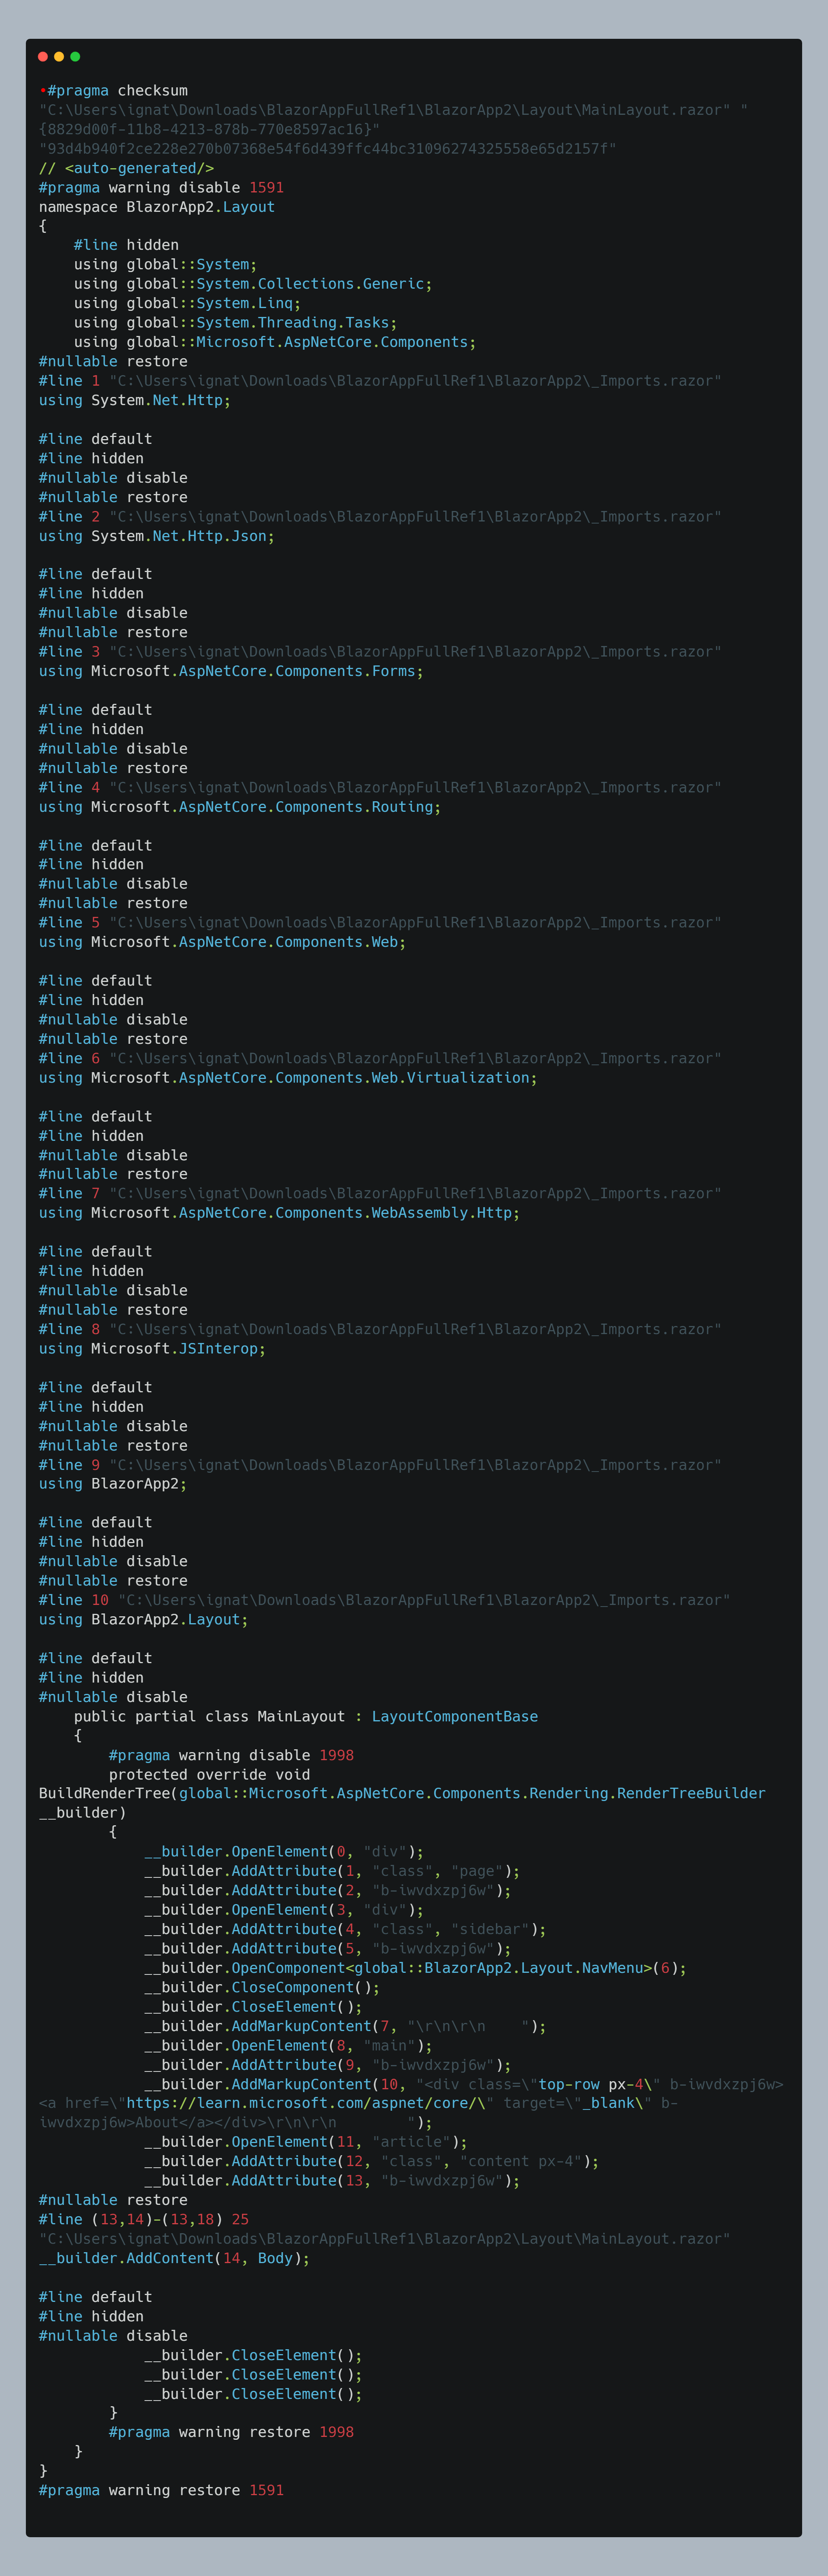 •#pragma checksum
"C:\Users\ignat\Downloads\BlazorAppFullRef1\BlazorApp2\Layout\MainLayout.razor" "
{8829d00f-11b8-4213-878b-770e8597ac16}"
"93d4b940f2ce228e270b07368e54f6d439ffc44bc31096274325558e65d2157f"
// <auto-generated/>
#pragma warning disable 1591
namespace BlazorApp2.Layout
{
    #line hidden
    using global::System;
    using global::System.Collections.Generic;
    using global::System.Linq;
    using global::System.Threading.Tasks;
    using global::Microsoft.AspNetCore.Components;
#nullable restore
#line 1 "C:\Users\ignat\Downloads\BlazorAppFullRef1\BlazorApp2\_Imports.razor"
using System.Net.Http;

#line default
#line hidden
#nullable disable
#nullable restore
#line 2 "C:\Users\ignat\Downloads\BlazorAppFullRef1\BlazorApp2\_Imports.razor"
using System.Net.Http.Json;

#line default
#line hidden
#nullable disable
#nullable restore
#line 3 "C:\Users\ignat\Downloads\BlazorAppFullRef1\BlazorApp2\_Imports.razor"
using Microsoft.AspNetCore.Components.Forms;

#line default
#line hidden
#nullable disable
#nullable restore
#line 4 "C:\Users\ignat\Downloads\BlazorAppFullRef1\BlazorApp2\_Imports.razor"
using Microsoft.AspNetCore.Components.Routing;

#line default
#line hidden
#nullable disable
#nullable restore
#line 5 "C:\Users\ignat\Downloads\BlazorAppFullRef1\BlazorApp2\_Imports.razor"
using Microsoft.AspNetCore.Components.Web;

#line default
#line hidden
#nullable disable
#nullable restore
#line 6 "C:\Users\ignat\Downloads\BlazorAppFullRef1\BlazorApp2\_Imports.razor"
using Microsoft.AspNetCore.Components.Web.Virtualization;

#line default
#line hidden
#nullable disable
#nullable restore
#line 7 "C:\Users\ignat\Downloads\BlazorAppFullRef1\BlazorApp2\_Imports.razor"
using Microsoft.AspNetCore.Components.WebAssembly.Http;

#line default
#line hidden
#nullable disable
#nullable restore
#line 8 "C:\Users\ignat\Downloads\BlazorAppFullRef1\BlazorApp2\_Imports.razor"
using Microsoft.JSInterop;

#line default
#line hidden
#nullable disable
#nullable restore
#line 9 "C:\Users\ignat\Downloads\BlazorAppFullRef1\BlazorApp2\_Imports.razor"
using BlazorApp2;

#line default
#line hidden
#nullable disable
#nullable restore
#line 10 "C:\Users\ignat\Downloads\BlazorAppFullRef1\BlazorApp2\_Imports.razor"
using BlazorApp2.Layout;

#line default
#line hidden
#nullable disable
    public partial class MainLayout : LayoutComponentBase
    {
        #pragma warning disable 1998
        protected override void
BuildRenderTree(global::Microsoft.AspNetCore.Components.Rendering.RenderTreeBuilder
__builder)
        {
            __builder.OpenElement(0, "div");
            __builder.AddAttribute(1, "class", "page");
            __builder.AddAttribute(2, "b-iwvdxzpj6w");
            __builder.OpenElement(3, "div");
            __builder.AddAttribute(4, "class", "sidebar");
            __builder.AddAttribute(5, "b-iwvdxzpj6w");
            __builder.OpenComponent<global::BlazorApp2.Layout.NavMenu>(6);
            __builder.CloseComponent();
            __builder.CloseElement();
            __builder.AddMarkupContent(7, "\r\n\r\n    ");
            __builder.OpenElement(8, "main");
            __builder.AddAttribute(9, "b-iwvdxzpj6w");
            __builder.AddMarkupContent(10, "<div class=\"top-row px-4\" b-iwvdxzpj6w>
<a href=\"https://learn.microsoft.com/aspnet/core/\" target=\"_blank\" b-
iwvdxzpj6w>About</a></div>\r\n\r\n        ");
            __builder.OpenElement(11, "article");
            __builder.AddAttribute(12, "class", "content px-4");
            __builder.AddAttribute(13, "b-iwvdxzpj6w");
#nullable restore
#line (13,14)-(13,18) 25
"C:\Users\ignat\Downloads\BlazorAppFullRef1\BlazorApp2\Layout\MainLayout.razor"
__builder.AddContent(14, Body);

#line default
#line hidden
#nullable disable
            __builder.CloseElement();
            __builder.CloseElement();
            __builder.CloseElement();
        }
        #pragma warning restore 1998
    }
}
#pragma warning restore 1591